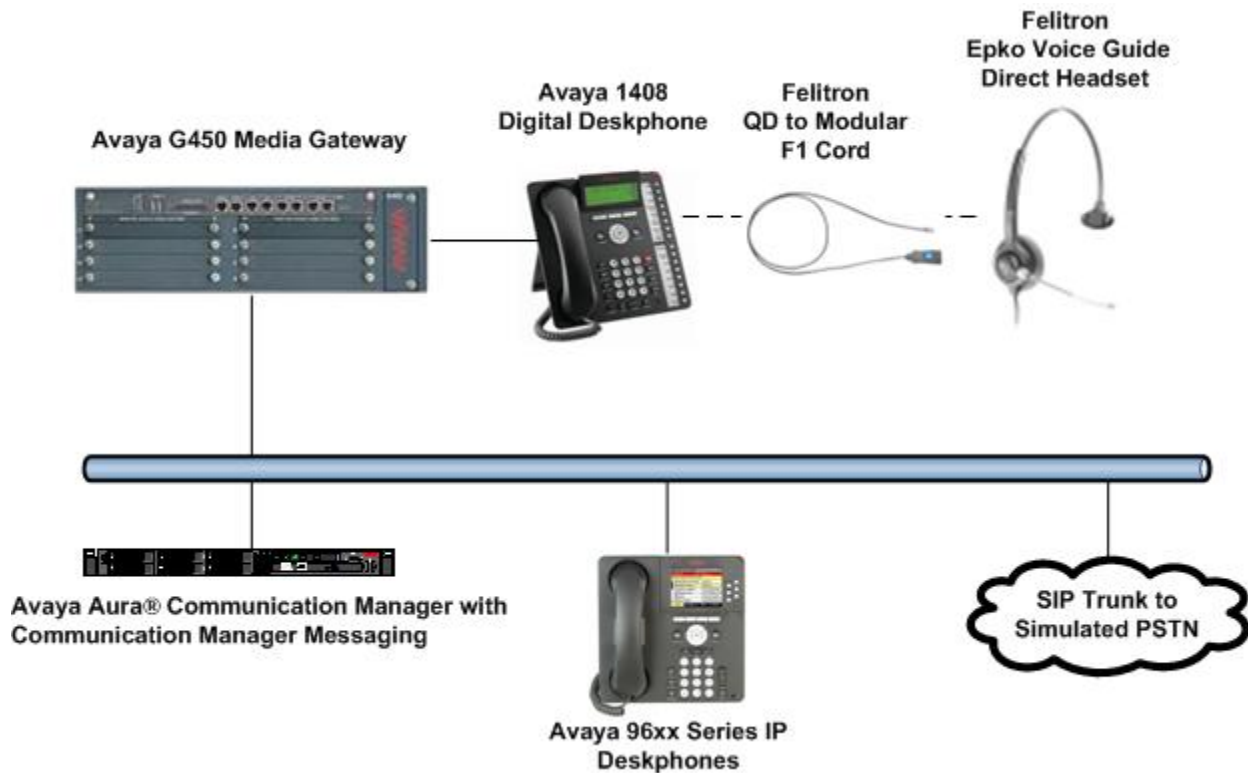 Felitron
Epko Voice Guide
Direct Headset
Avaya 1408
Digital Deskphone
Felitron
QD to Modular
F1 Cord
Avaya G450 Media Gateway
Avaya Aura® Communication Manager with
Communication Manager Messaging
SIP Trunk to
Simulated PSTN
Avaya 96xx Series IP
Deskphones